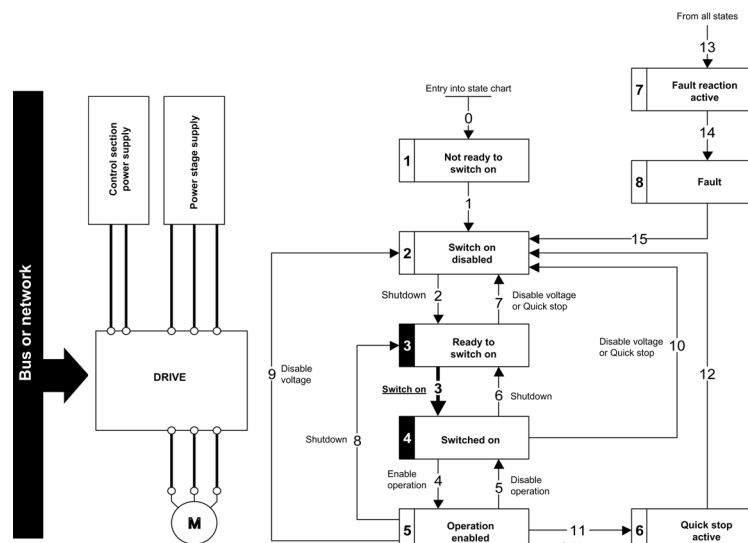 From all states
13
7
Fault reaction
active
14
8
Fault
15
Entry into state chart
0
1
Not ready to
switch on
1
2
Switch on
disabled
Shutdown
2
7
Disable voltage
or Quick stop
3
Ready to
switch on
Switch on
3
6
Shutdown
4
Switched on
Enable
operation
4
5
Disable
operation
5
Operation
enabled
9
Disable
voltage
Shutdown
8
Disable voltage
or Quick stop
10
12
11
6
Quick stop
active
Bus or network
Control section
power supply
Power stage supply
DRIVE
M